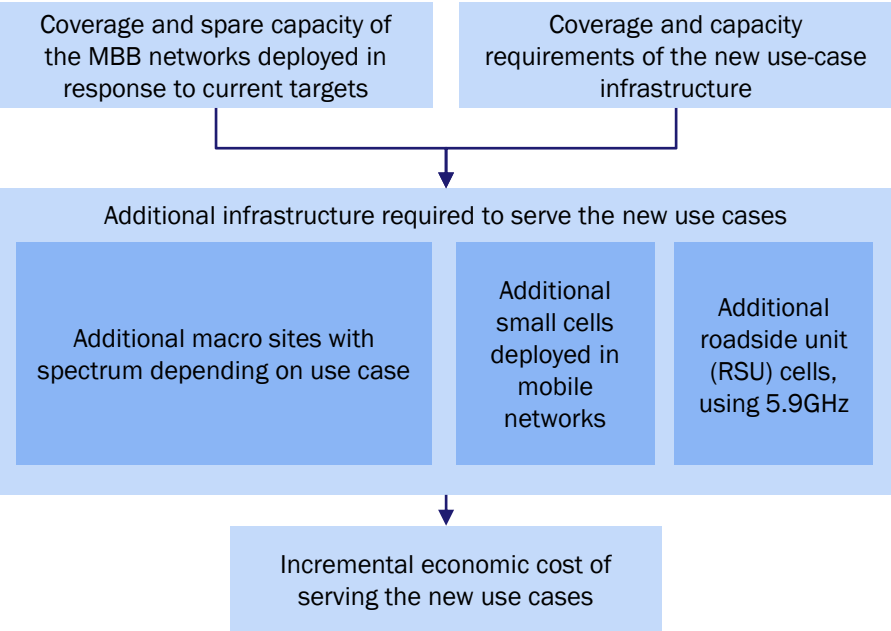 Coverage and spare capacity of
the MBB networks deployed in
response to current targets
Coverage and capacity
requirements of the new use-case
infrastructure
Additional infrastructure required to serve the new use cases
Additional macro sites with
spectrum depending on use case
Additional
small cells
deployed in
mobile
networks
Additional
roadside unit
(RSU) cells,
using 5.9GHz
Incremental economic cost of
serving the new use cases